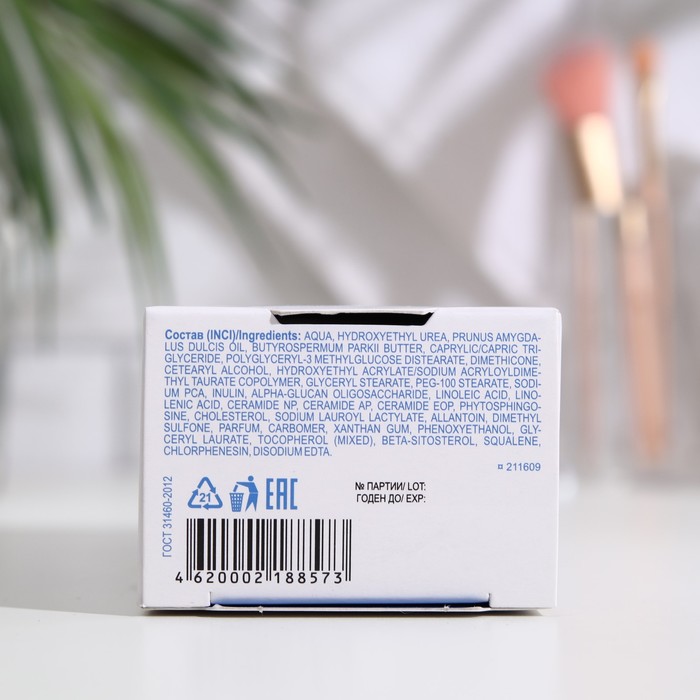 Состав (INCI)/Ingredients: AQUA, HYDROXYETHYL UREA, PRUNUS AMYGDA-
LUS DULCIS OIL, BUTYROSPERMUM PARKII BUTTER, CAPRYLIC/CAPRIC TRI-
GLYCERIDE, POLYGLYCERYL-3 METHYLGLUCOSE DISTEARATE, DIMETHICONE,
CETEARYL ALCOHOL, HYDROXYETHYL ACRYLATE/SODIUM ACRYLOYLDIME-
THYL TAURATE COPOLYMER, GLYCERYL STEARATE, PEG-100 STEARATE, SODI-
UM PCA, INULIN, ALPHA-GLUCAN OLIGOSACCHARIDE, LINOLEIC ACID, LINO-
LENIC ACID, CERAMIDE NP, CERAMIDE AP, CERAMIDE EOP, PHYTOSPHINGO-
SINE, CHOLESTEROL, SODIUM LAUROYL LACTYLATE, ALLANTOIN, DIMETHYL
SULFONE, PARFUM, CARBOMER, XANTHAN GUM, PHENOXYETHANOL, GLY-
CERYL LAURATE, TOCOPHEROL (MIXED), BETA-SITOSTEROL, SQUALENE,
CHLORPHENESIN, DISODIUM EDTA.
¤ 211609
ГОСТ 31460-2012
21
EAC
№ ПАРТИИ/ LOT:
ГОДЕН ДО/ EXP:
4 620002 188573